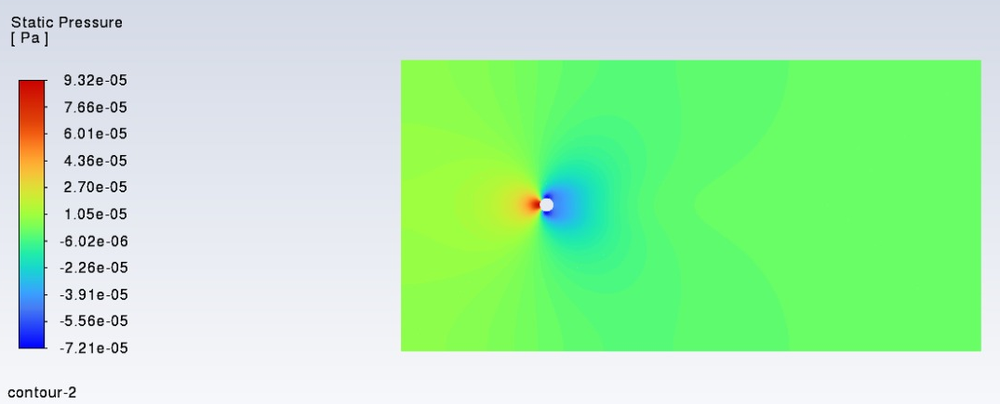 Static Pressure
[ Pa ]
9.32e-05
7.66e-05
6.01e-05
4.36e-05
2.70e-05
1.05e-05
-6.02e-06
-2.26e-05
-3.91e-05
-5.56e-05
-7.21e-05
contour-2